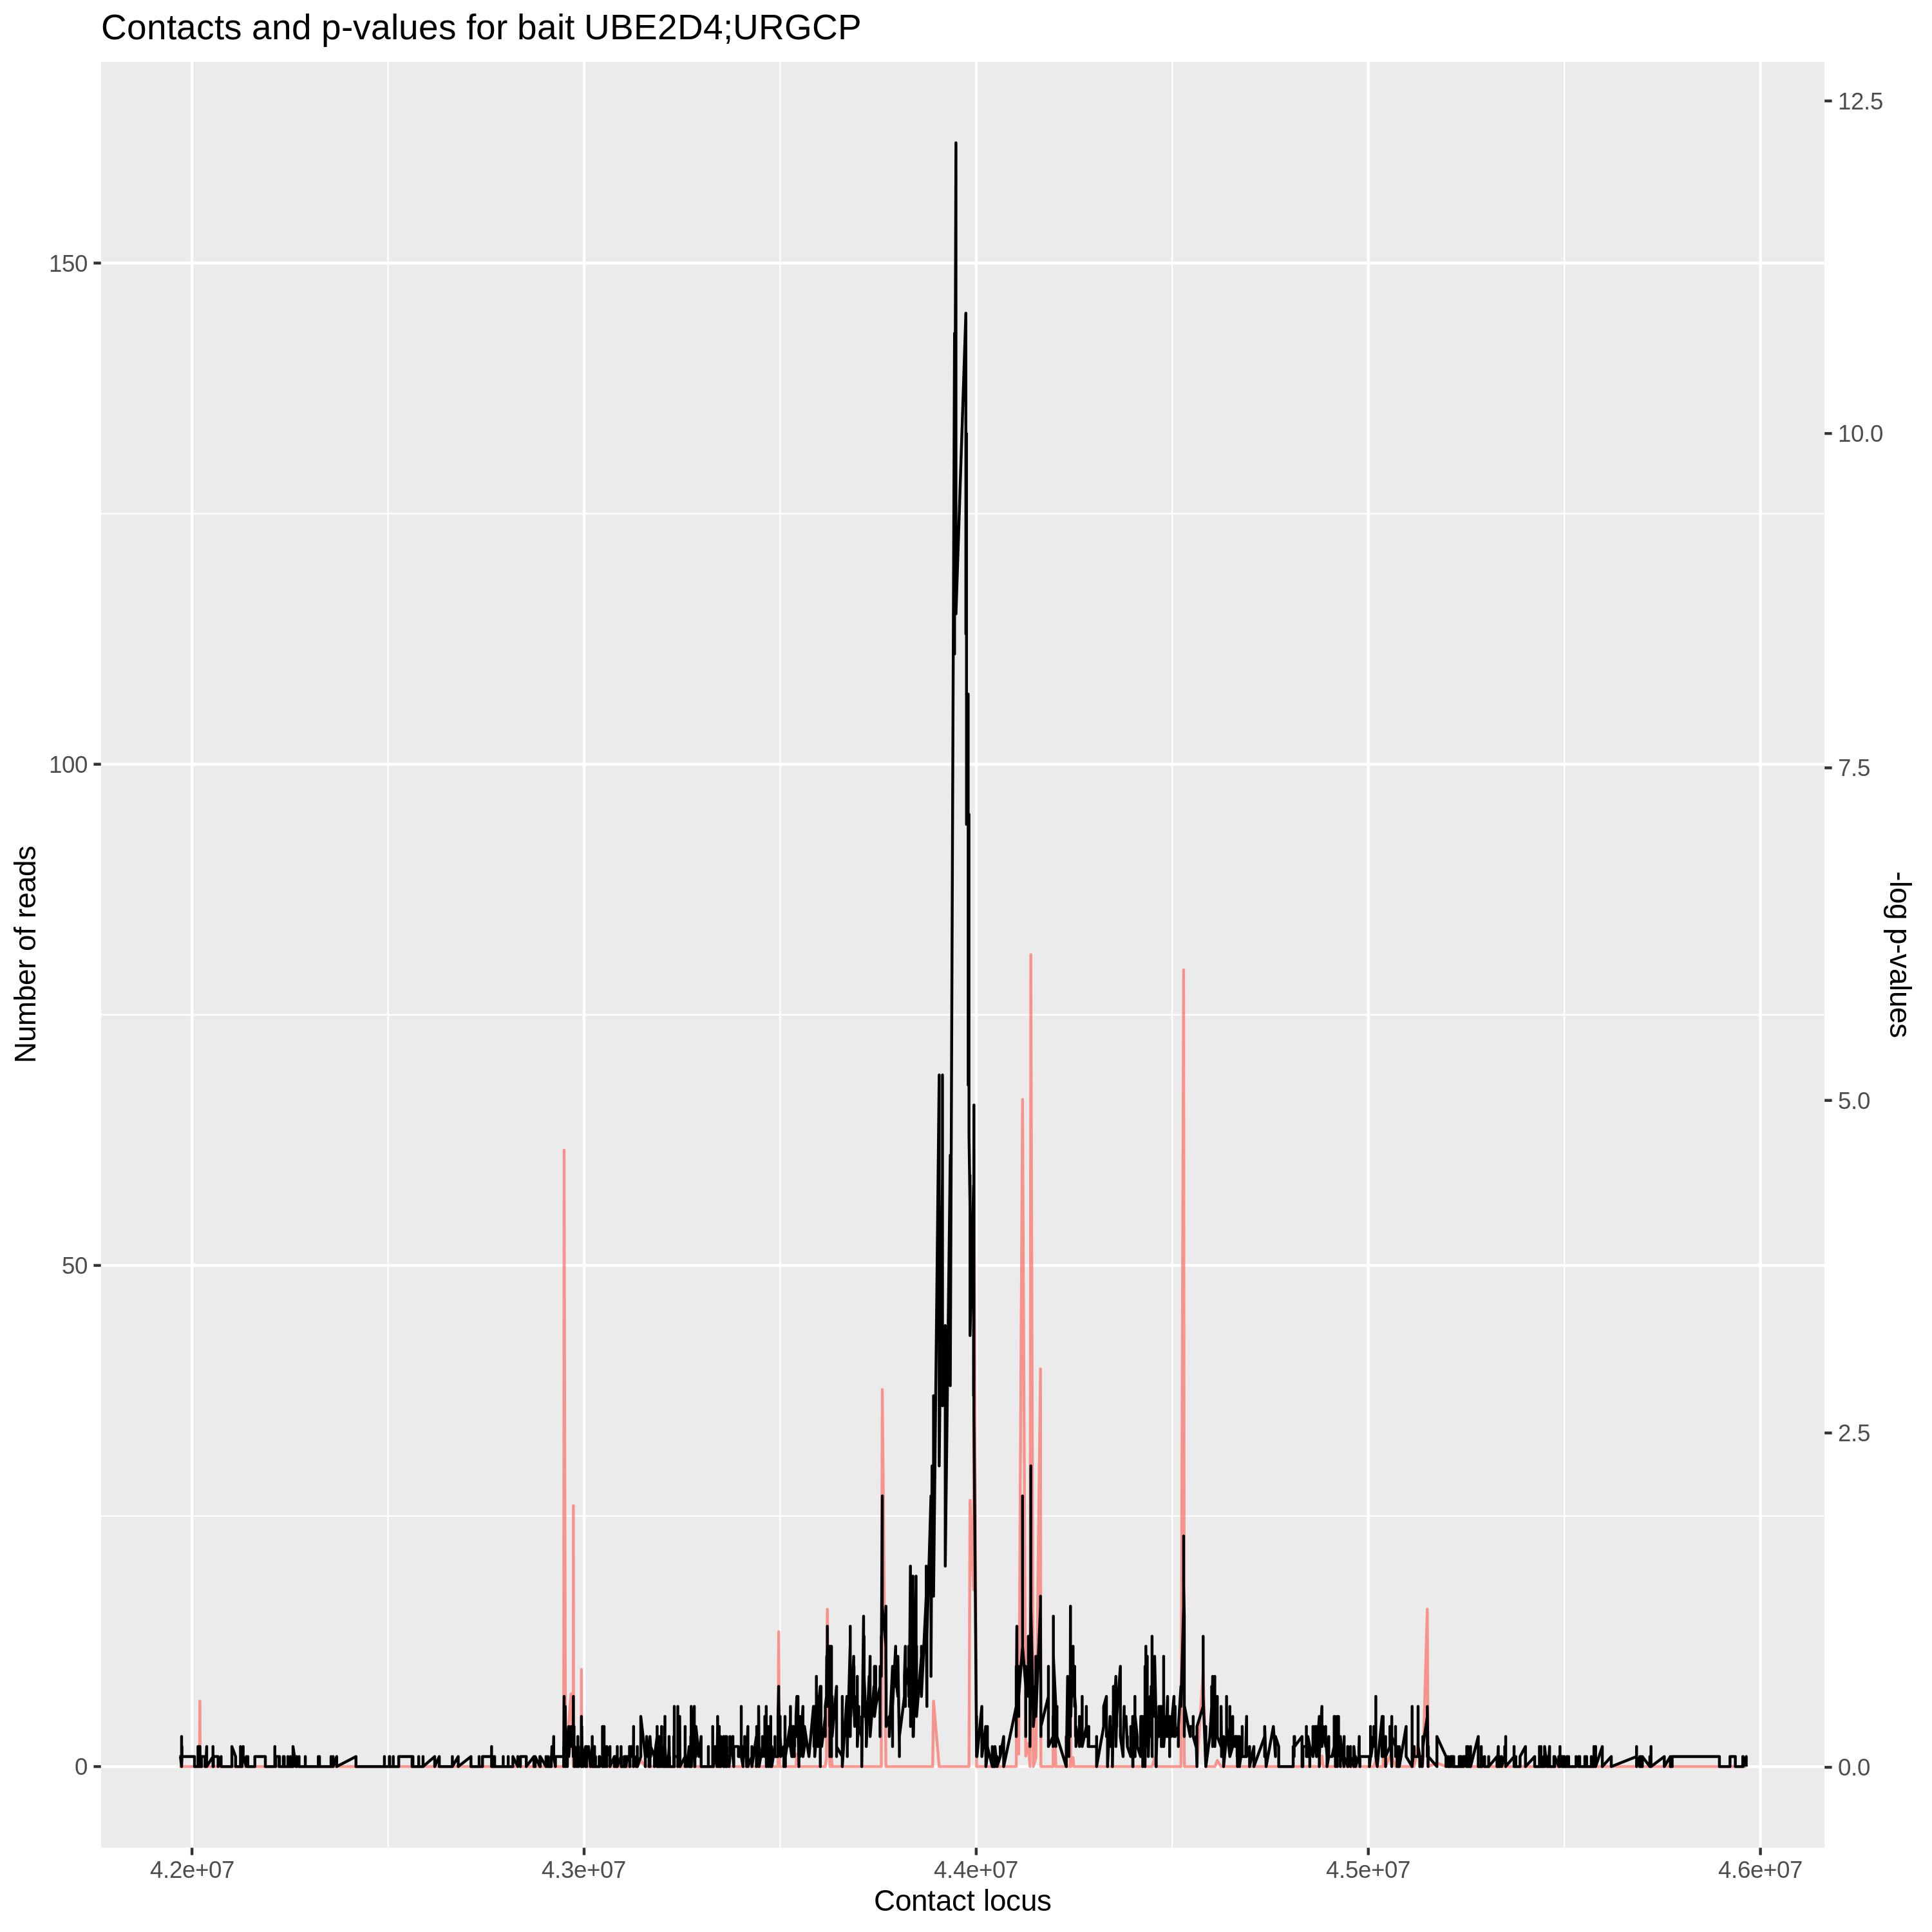 Contacts and p-values for bait UBE2D4;URGCP
12.5
150
10.0
100
7.5
Number of reads
-log p-values
5.0
50
2.5
0
0.0
4.2e+07
4.3e+07
4.4e+07
4.5e+07
4.6e+07
Contact locus